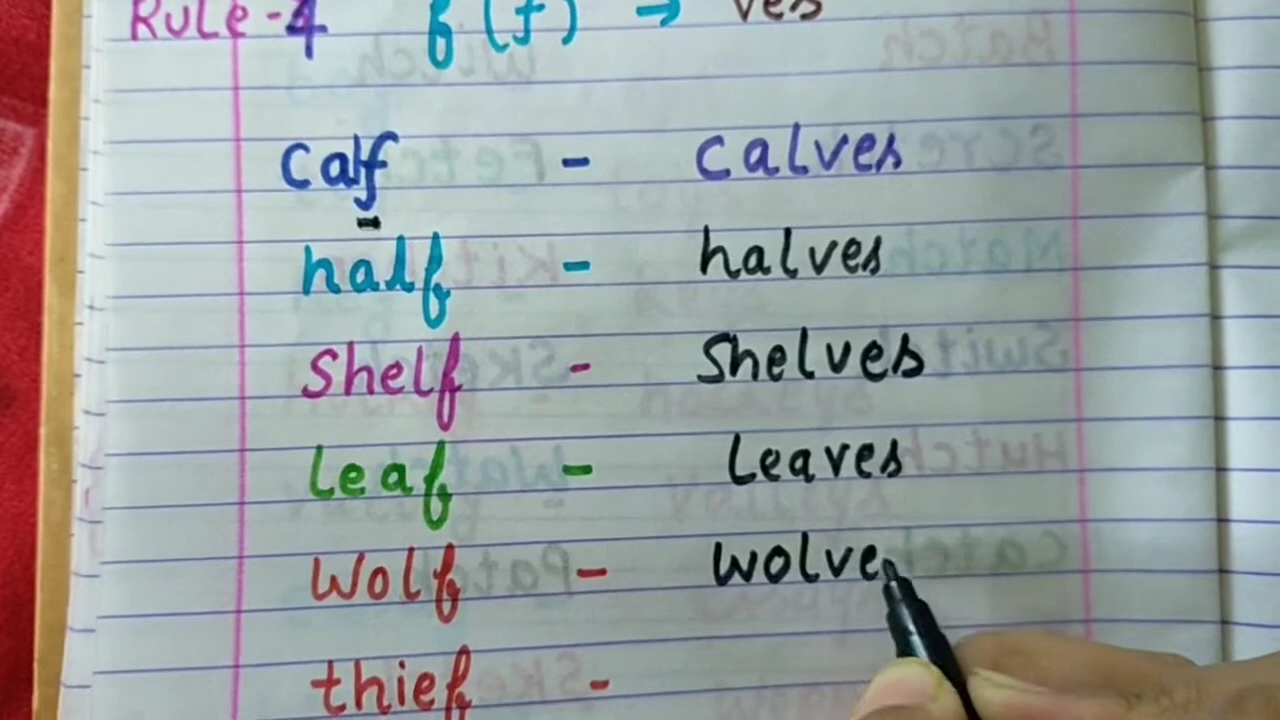 Rule-4 f (f) → ves
Calf - calves
half - halves
Shelf - Shelves
Leaf - Leaves
Wolf - wolve
thief -